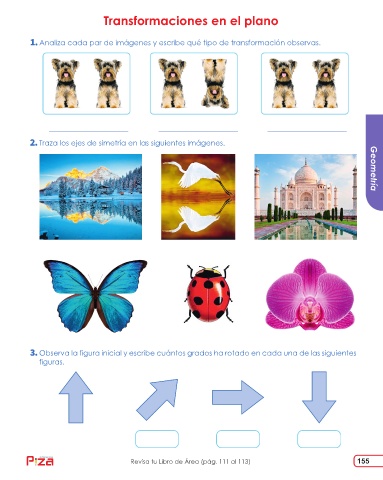 Transformaciones en el plano
1. Analiza cada par de imágenes y escribe qué tipo de transformación observas.
2. Traza los ejes de simetría en las siguientes imágenes.
Geometría
3. Observa la figura inicial y escribe cuántos grados ha rotado en cada una de las siguientes
figuras.
Revisa tu Libro de Área (pág. 111 al 113)
155